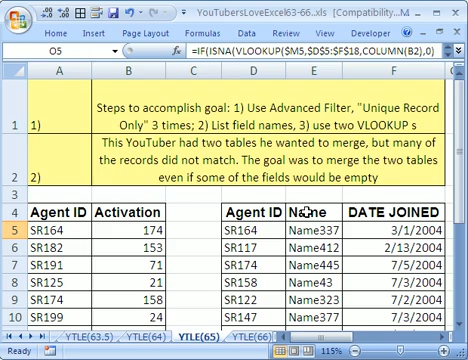 YouTubersLoveExcel63-66...xls [Compatibility
Home Insert Page Layout Formulas Data Review View Developer
O5 fx =IF(ISNA(VLOOKUP($M5,$D$5:$F$18,COLUMN(B2),0)
A B C D E F
1 1) Steps to accomplish goal: 1) Use Advanced Filter, "Unique Record
Only" 3 times; 2) List field names, 3) use two VLOOKUP s
2 2) This YouTuber had two tables he wanted to merge, but many of
the records did not match. The goal was to merge the two tables
even if some of the fields would be empty
3
4 Agent ID Activation Agent ID Name DATE JOINED
5 SR164 174 SR164 Name337 3/1/2004
6 SR182 153 SR117 Name412 2/13/2004
7 SR191 71 SR174 Name445 7/5/2004
8 SR125 21 SR158 Name43 7/3/2004
9 SR174 158 SR122 Name323 7/2/2004
10 SR199 24 SR147 Name377 7/3/2004
YTLE(63.5) YTLE(64) YTLE(65) YTLE(66)
Ready 115%